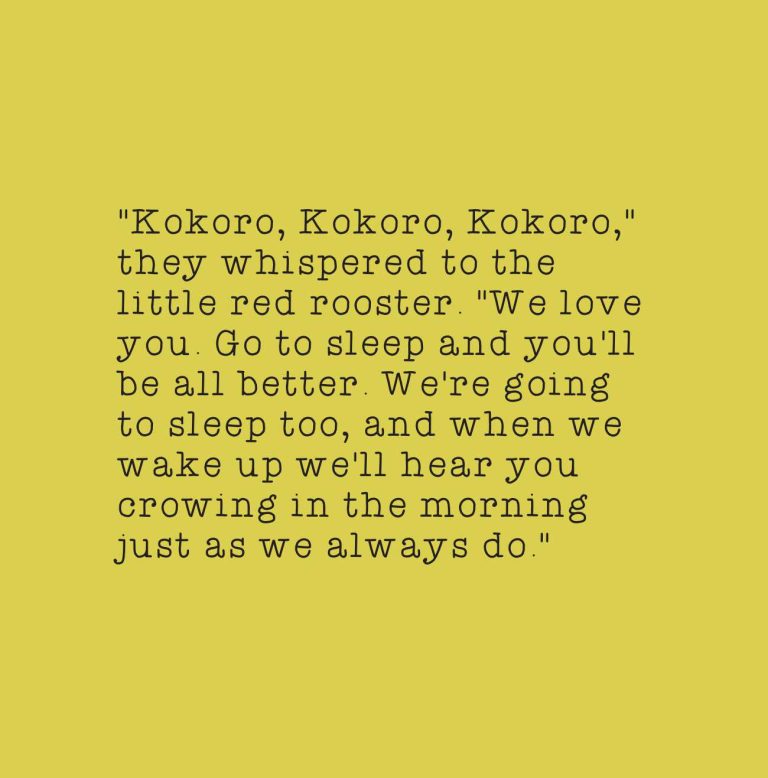 "Kokoro, Kokoro, Kokoro,"
they whispered to the
little red rooster. "We love
you. Go to sleep and you'll
be all better. We're going
to sleep too, and when we
wake up we'll hear you
crowing in the morning
just as we always do."